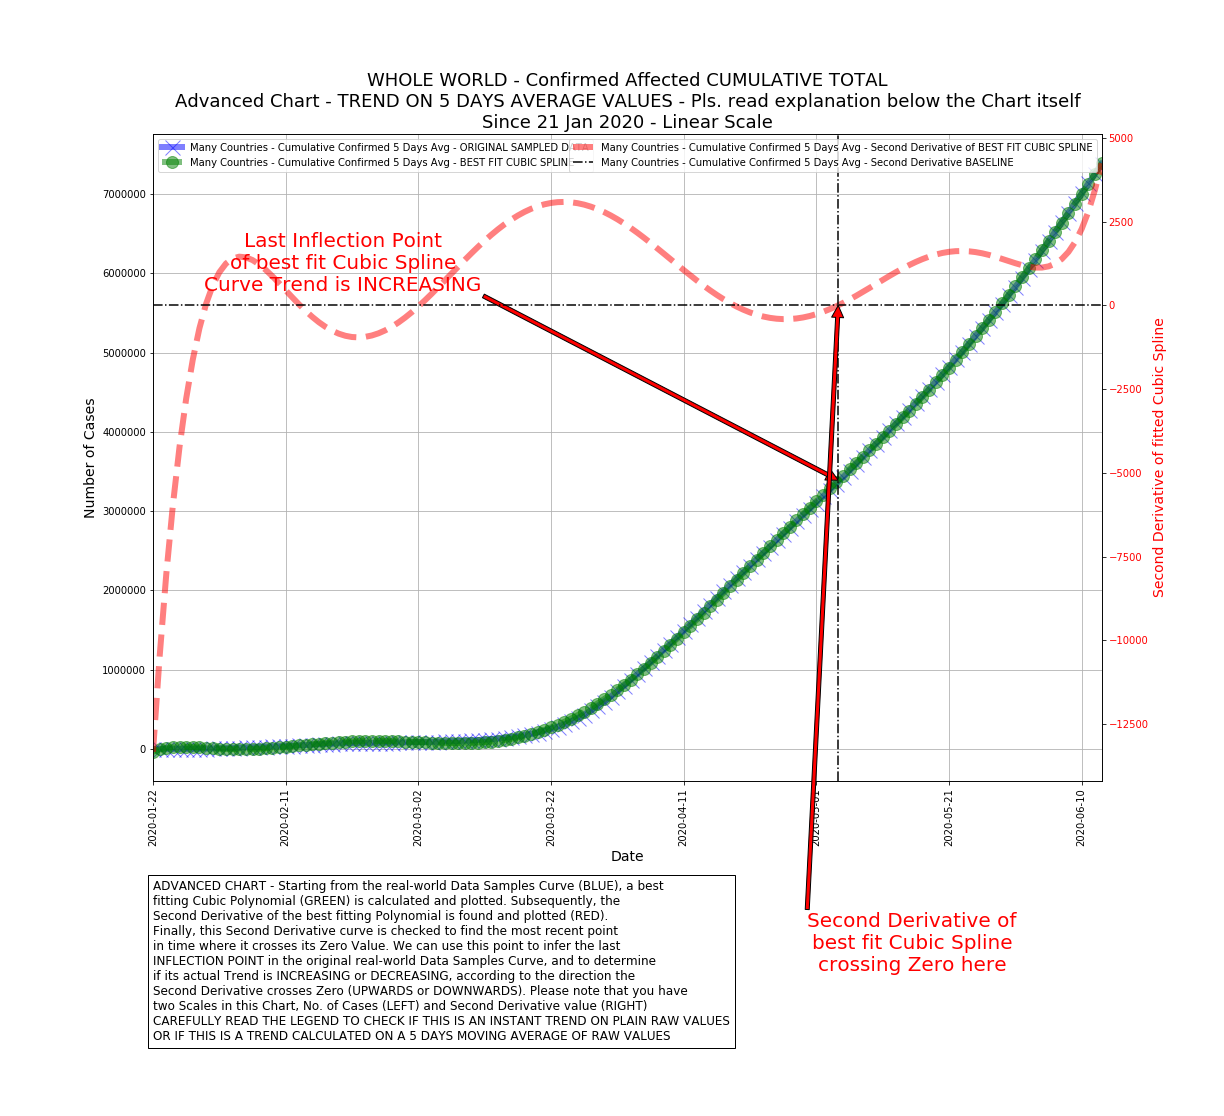 WHOLE WORLD - Confirmed Affected CUMULATIVE TOTAL
Advanced Chart - TREND ON 5 DAYS AVERAGE VALUES - Pls. read explanation below the Chart itself
Since 21 Jan 2020 - Linear Scale
Many Countries - Cumulative Confirmed 5 Days Avg - ORIGINAL SAMPLED DATA
Many Countries - Cumulative Confirmed 5 Days Avg - BEST FIT CUBIC SPLIN
Many Countries - Cumulative Confirmed 5 Days Avg - Second Derivative of BEST FIT CUBIC SPLINE
Many Countries - Cumulative Confirmed 5 Days Avg - Second Derivative BASELINE
Last Inflection Point
of best fit Cubic Spline
Curve Trend is INCREASING
Number of Cases
7000000
6000000
5000000
4000000
3000000
2000000
1000000
0
5000
2500
0
−2500
−5000
−7500
−10000
−12500
Second Derivative of fitted Cubic Spline
2020-01-22
2020-02-11
2020-03-02
2020-03-22
2020-04-11
2020-05-01
2020-05-21
2020-06-10
Date
Second Derivative of
best fit Cubic Spline
crossing Zero here
ADVANCED CHART - Starting from the real-world Data Samples Curve (BLUE), a best
fitting Cubic Polynomial (GREEN) is calculated and plotted. Subsequently, the
Second Derivative of the best fitting Polynomial is found and plotted (RED).
Finally, this Second Derivative curve is checked to find the most recent point
in time where it crosses its Zero Value. We can use this point to infer the last
INFLECTION POINT in the original real-world Data Samples Curve, and to determine
if its actual Trend is INCREASING or DECREASING, according to the direction the
Second Derivative crosses Zero (UPWARDS or DOWNWARDS). Please note that you have
two Scales in this Chart, No. of Cases (LEFT) and Second Derivative value (RIGHT)
CAREFULLY READ THE LEGEND TO CHECK IF THIS IS AN INSTANT TREND ON PLAIN RAW VALUES
OR IF THIS IS A TREND CALCULATED ON A 5 DAYS MOVING AVERAGE OF RAW VALUES